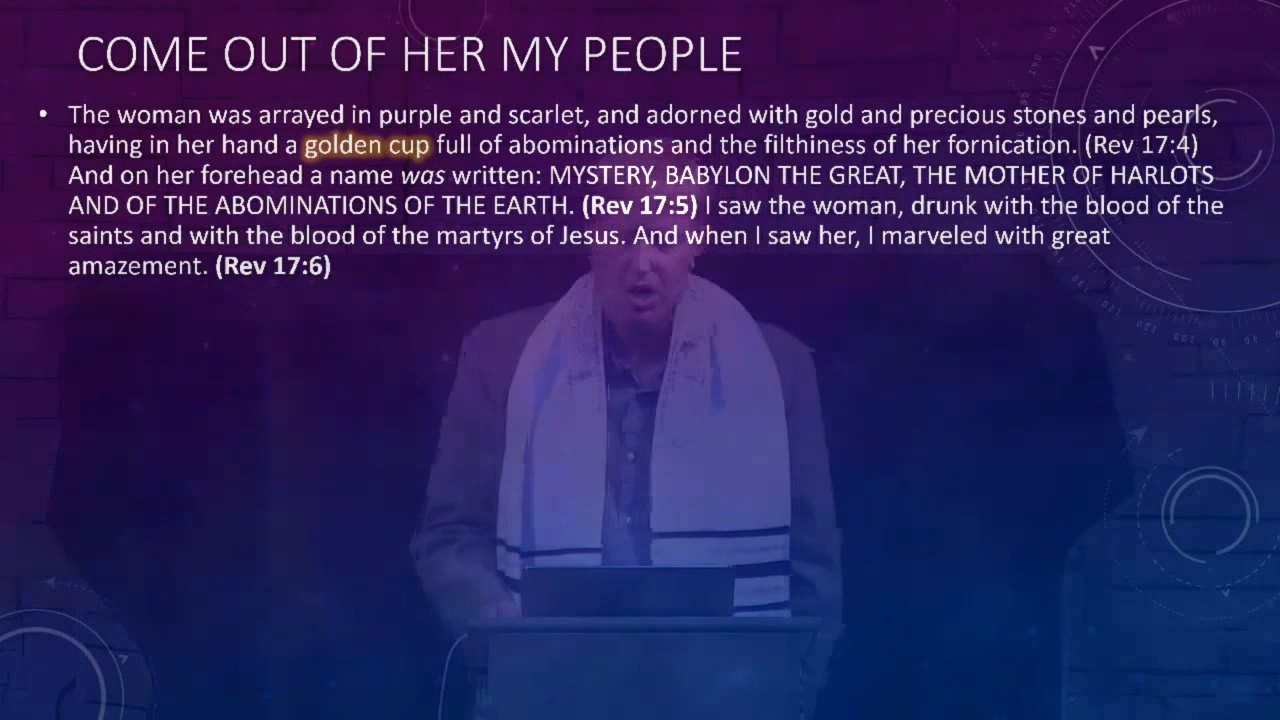 COME OUT OF HER MY PEOPLE
• The woman was arrayed in purple and scarlet, and adorned with gold and precious stones and pearls,
having in her hand a golden cup full of abominations and the filthiness of her fornication. (Rev 17:4)
And on her forehead a name was written: MYSTERY, BABYLON THE GREAT, THE MOTHER OF HARLOTS
AND OF THE ABOMINATIONS OF THE EARTH. (Rev 17:5) I saw the woman, drunk with the blood of the
saints and with the blood of the martyrs of Jesus. And when I saw her, I marveled with great
amazement. (Rev 17:6)